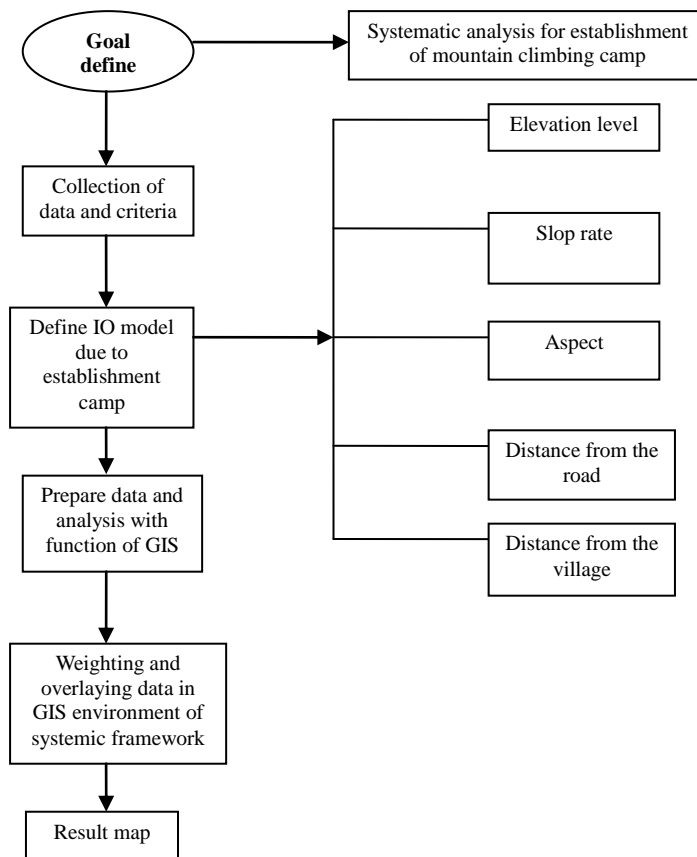 Goal
define
Systematic analysis for establishment
of mountain climbing camp
Elevation level
Collection of
data and criteria
Slop rate
Define IO model
due to
establishment
camp
Aspect
Distance from the
road
Prepare data and
analysis with
function of GIS
Distance from the
village
Weighting and
overlaying data in
GIS environment of
systemic framework
Result map